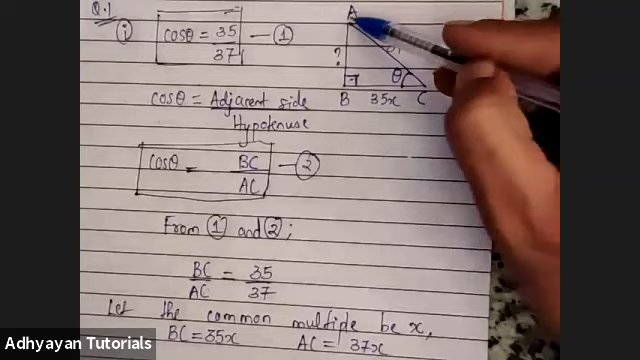 Q.1
i cosθ = 35/37 — 1
A
?
θ
B 35x C
cosθ = Adjacent side
Hypotenuse
cosθ = BC/AC — 2
From 1 and 2;
BC/AC = 35/37
Let the common multiple be x,
BC = 35x AC = 37x
Adhyayan Tutorials